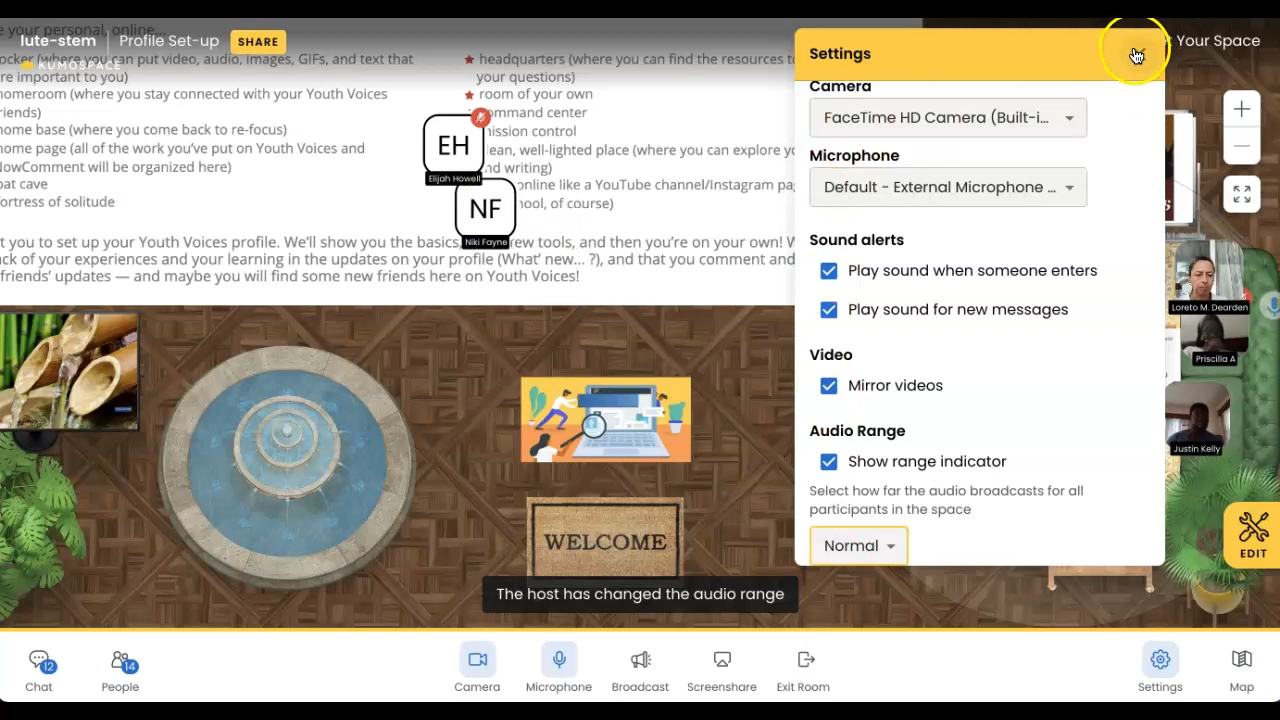 e your personal, online...
lute-stem
Profile Set-up
SHARE
KUMOSPACE
ocker (where you can put video, audio, images, GIFs, and text that
re important to you)
omeroom (where you stay connected with your Youth Voices
riends)
ome base (where you come back to re-focus)
ome page (all of the work you've put on Youth Voices and
NowComment will be organized here)
bat cave
ortress of solitude
headquarters (where you can find the resources to
your questions)
room of your own
ommand center
mission control
lean, well-lighted place (where you can explore yo
nd writing)
online like a YouTube channel/Instagram pag
hool, of course)
EH
Elijah Howell
NF
Niki Fayne
t you to set up your Youth Voices profile. We'll show you the basics, ew tools, and then you're on your own! W
ck of your experiences and your learning in the updates on your profile (What' new... ?), and that you comment and
friends' updates — and maybe you will find some new friends here on Youth Voices!
WELCOME
The host has changed the audio range
Settings
Camera
FaceTime HD Camera (Built-i...
Microphone
Default - External Microphone ...
Sound alerts
Play sound when someone enters
Play sound for new messages
Video
Mirror videos
Audio Range
Show range indicator
Select how far the audio broadcasts for all
participants in the space
Normal
t Your Space
Loreto M. Dearden
Priscilla A
Justin Kelly
EDIT
12
Chat
14
People
Camera
Microphone
Broadcast
Screenshare
Exit Room
Settings
Map